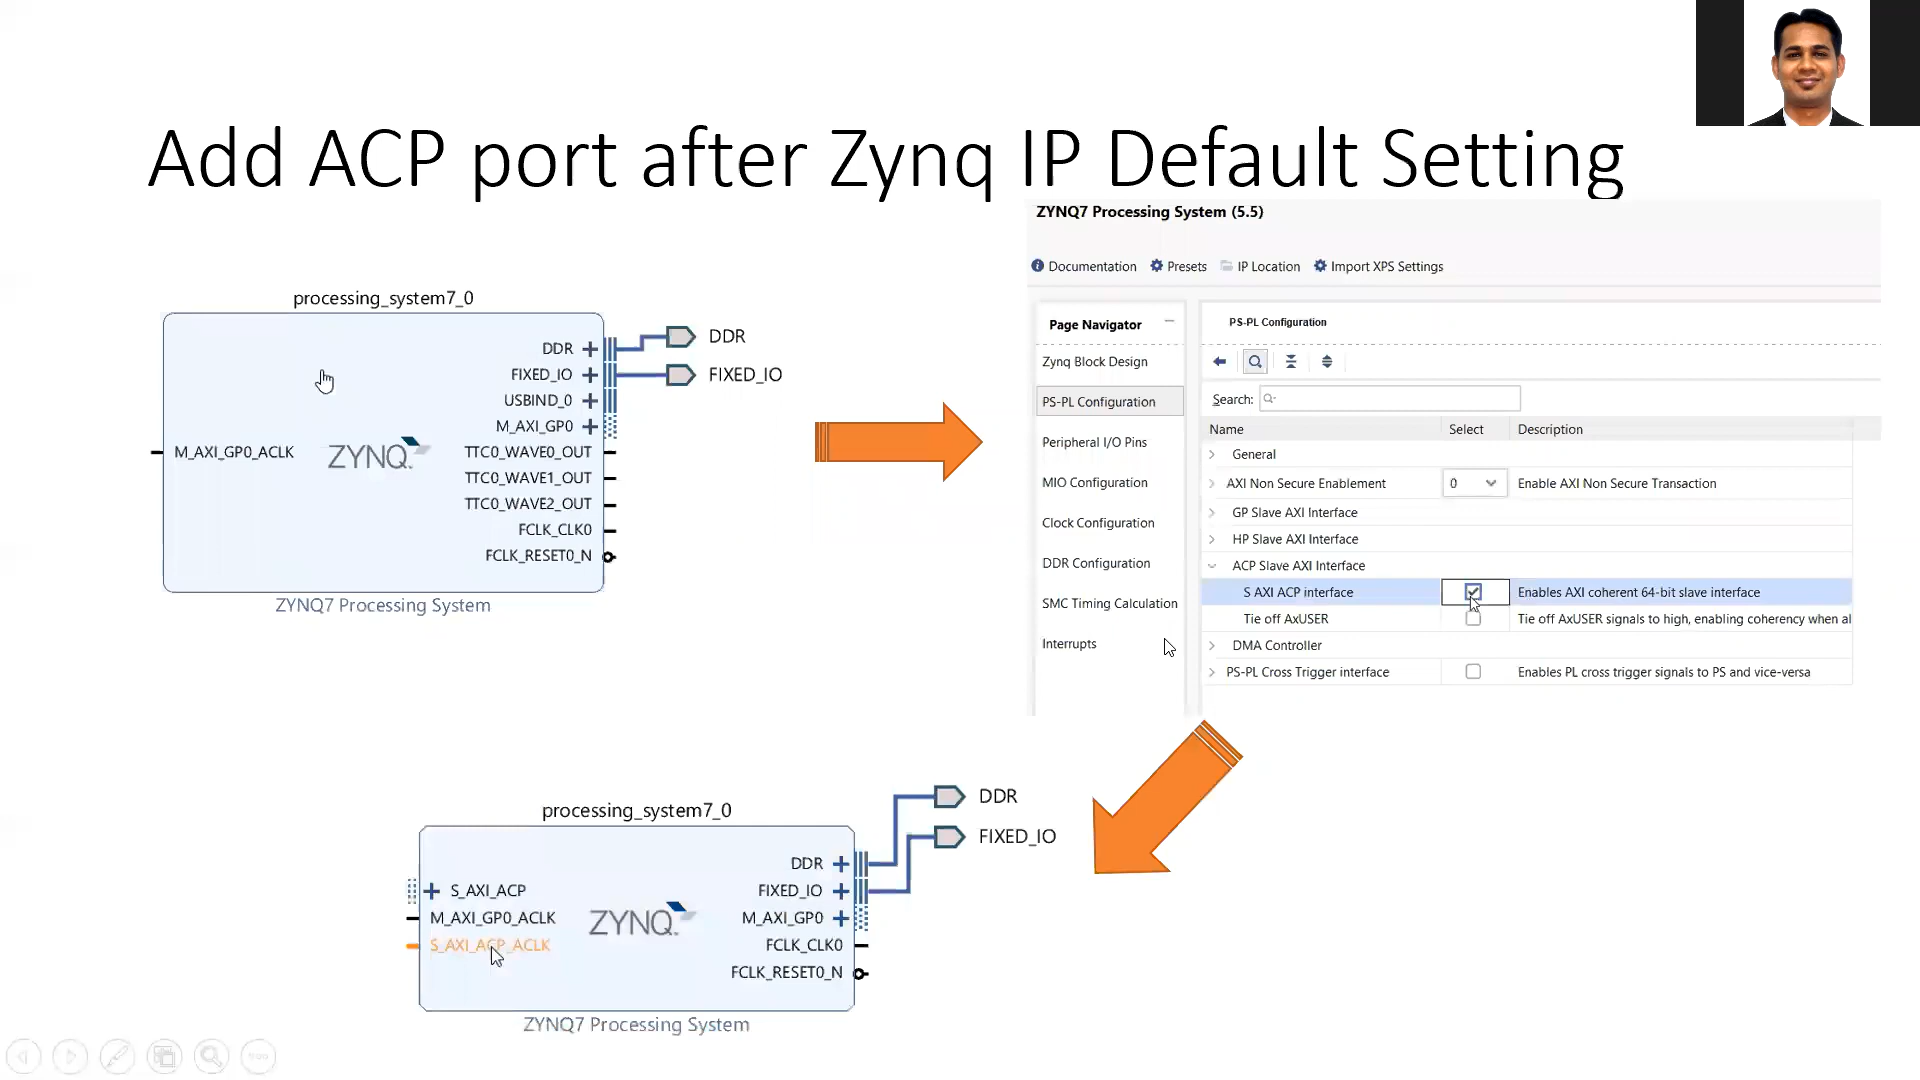 Add ACP port after Zynq IP Default Setting
processing_system7_0
DDR
FIXED_IO
USBIND_0
M_AXI_GP0
M_AXI_GP0_ACLK
ZYNQ
TTC0_WAVE0_OUT
TTC0_WAVE1_OUT
TTC0_WAVE2_OUT
FCLK_CLK0
FCLK_RESET0_N
ZYNQ7 Processing System
DDR
FIXED_IO
ZYNQ7 Processing System (5.5)
Documentation Presets IP Location Import XPS Settings
Page Navigator
Zynq Block Design
PS-PL Configuration
Peripheral I/O Pins
MIO Configuration
Clock Configuration
DDR Configuration
SMC Timing Calculation
Interrupts
PS-PL Configuration
Search:
Name Select Description
General
AXI Non Secure Enablement 0 Enable AXI Non Secure Transaction
GP Slave AXI Interface
HP Slave AXI Interface
ACP Slave AXI Interface
S AXI ACP interface Enables AXI coherent 64-bit slave interface
Tie off AxUSER Tie off AxUSER signals to high, enabling coherency when al
DMA Controller
PS-PL Cross Trigger interface Enables PL cross trigger signals to PS and vice-versa
processing_system7_0
S_AXI_ACP
M_AXI_GP0_ACLK
S_AXI_ACP_ACLK
ZYNQ
DDR
FIXED_IO
M_AXI_GP0
FCLK_CLK0
FCLK_RESET0_N
ZYNQ7 Processing System
DDR
FIXED_IO